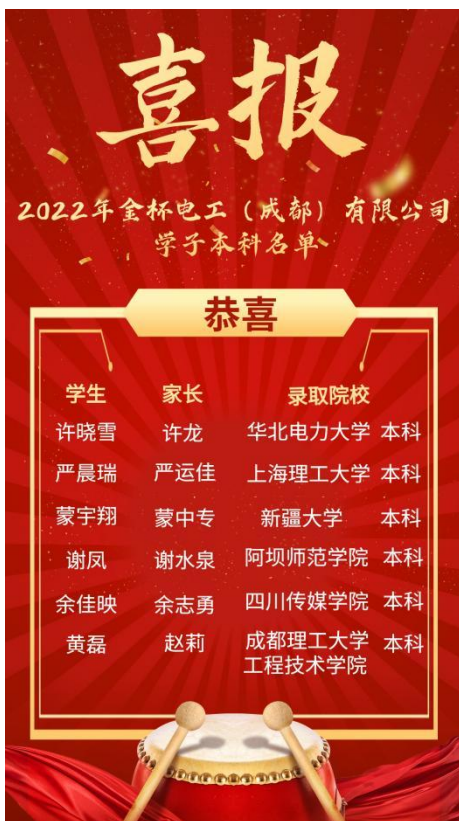 喜报
2022年金杯电工（成都）有限公司
学子本科名单
恭喜
学生 家长 录取院校
许晓雪 许龙 华北电力大学 本科
严晨瑞 严运佳 上海理工大学 本科
蒙宇翔 蒙中专 新疆大学 本科
谢凤 谢水泉 阿坝师范学院 本科
余佳映 余志勇 四川传媒学院 本科
黄磊 赵莉 成都理工大学 本科
工程技术学院